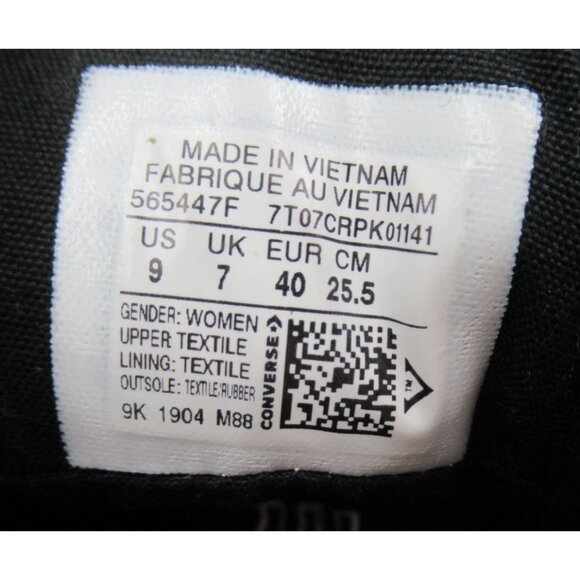 MADE IN VIETNAM
FABRIQUE AU VIETNAM
565447F 7T07CRPK01141
US UK EUR CM
9 7 40 25.5
GENDER: WOMEN
UPPER TEXTILE
LINING: TEXTILE
OUTSOLE: TEXTILE/RUBBER
9K 1904 M88
CONVERSE
TM